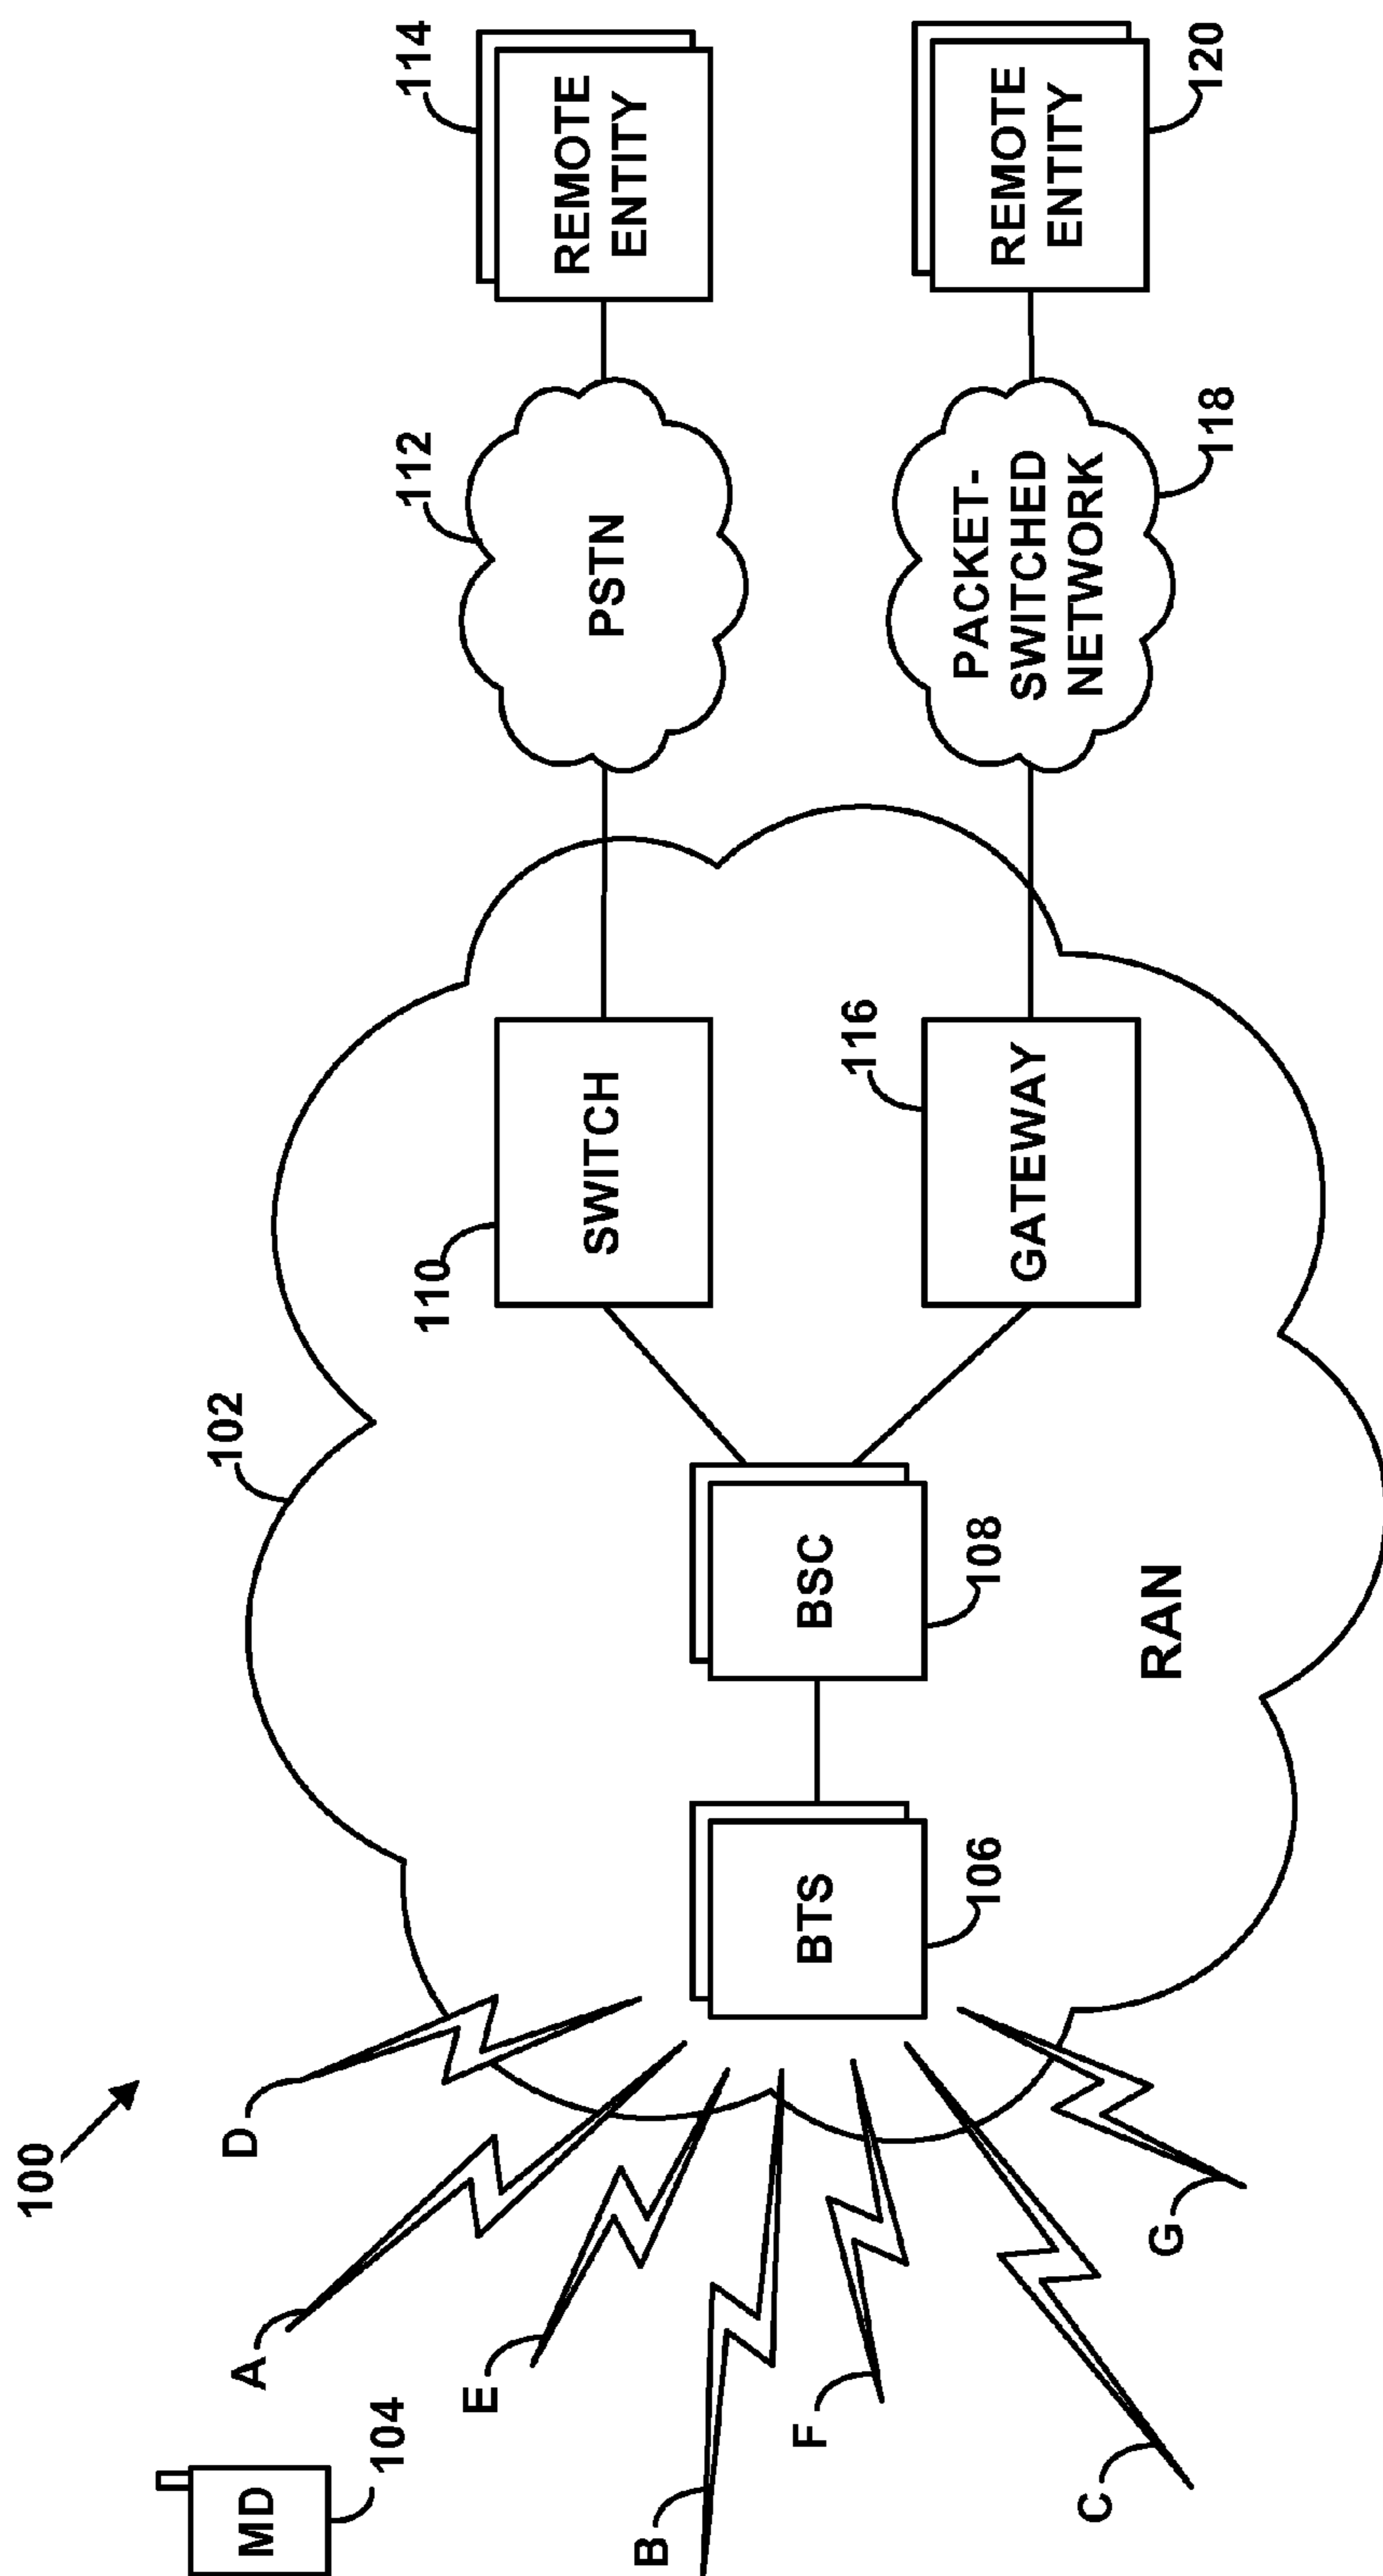 100
102
MD
104
A
D
E
B
F
C
G
BTS
106
BSC
108
RAN
110
SWITCH
116
GATEWAY
112
PSTN
PACKET-
SWITCHED
NETWORK
118
114
REMOTE
ENTITY
REMOTE
ENTITY
120